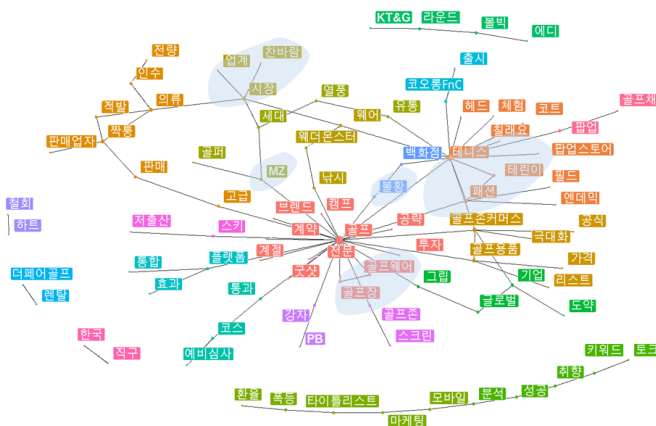 KT&G
라운드
볼빅
에디
전량
업계
찬바람
인수
시장
출시
코오롱FnC
열풍
의류
적발
세대
웨어
유통
헤드
체험
코트
골프채
짝퉁
판매업자
웨더몬스터
칠래요
팝업
골퍼
백화점
테니스
팝업스토어
판매
MZ
낚시
테린이
불황
패션
필드
고급
캠프
엔데믹
철회
브랜드
하트
저출산
스키
계약
골프
공략
골프존커머스
공식
극대화
전문
투자
골프용품
계절
통합
플랫폼
굿샷
골프웨어
가격
더페어골프
효과
그립
기업
리스트
렌탈
통과
골프장
글로벌
도약
강자
골프존
코스
한국
PB
스크린
예비심사
직구
키워드
토크
취향
환율
폭등
타이틀리스트
마케팅
모바일
분석
성공